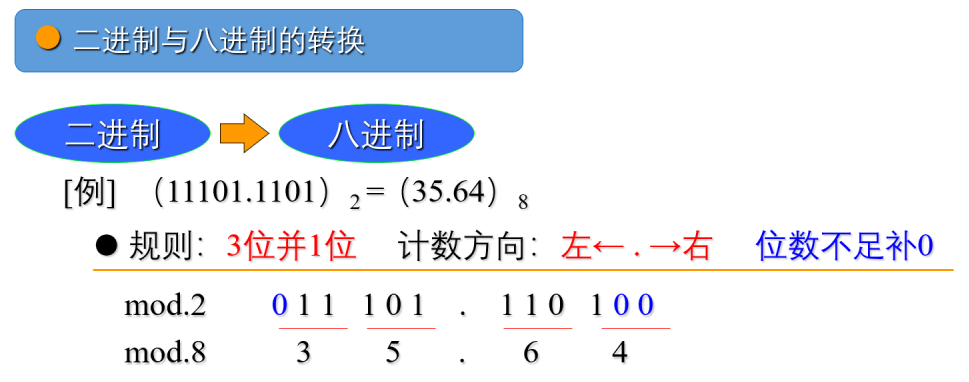 二进制与八进制的转换
二进制 八进制
[例] （11101.1101）2=（35.64）8
● 规则：3位并1位 计数方向：左← . →右 位数不足补0
mod.2 0 1 1 1 0 1 . 1 1 0 1 0 0
mod.8 3 5 . 6 4